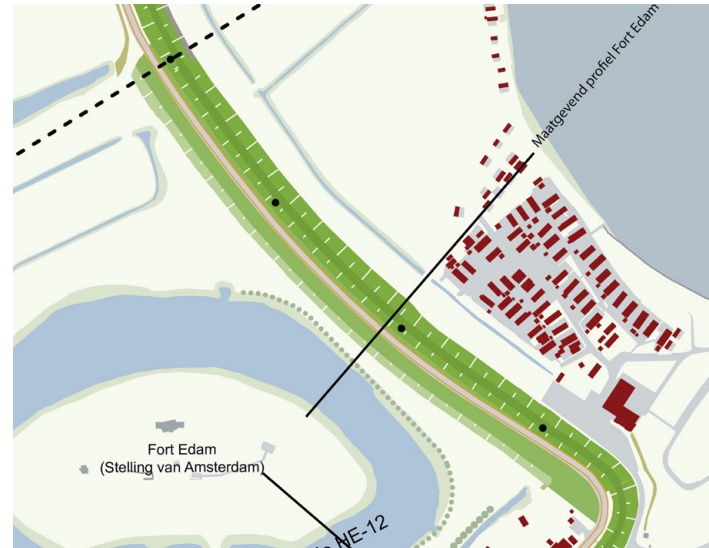 Maatgevend profiel Fort Edam
Fort Edam
(Stelling van Amsterdam)
HE-12